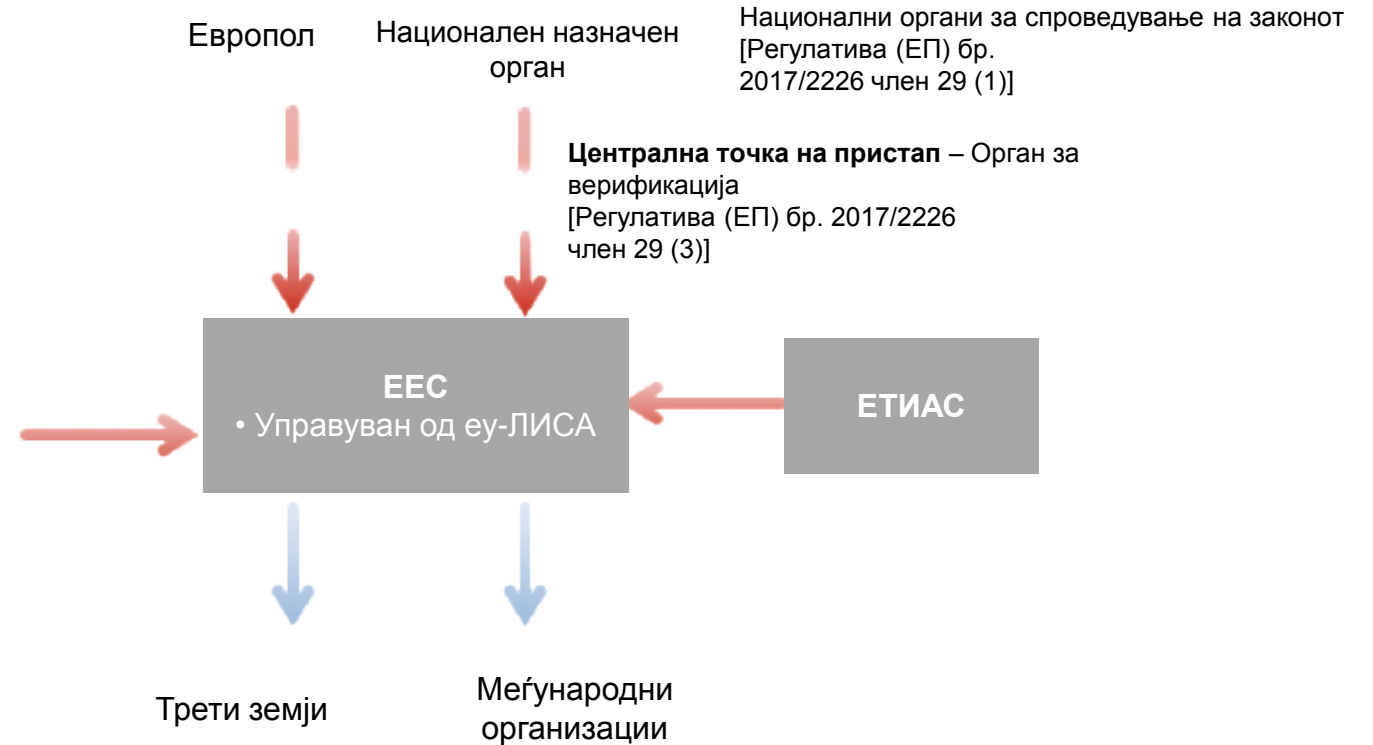 Европол
Национален назначен
орган
Национални органи за спроведување на законот
[Регулатива (ЕП) бр.
2017/2226 член 29 (1)]
Централна точка на пристап – Орган за
верификација
[Регулатива (ЕП) бр. 2017/2226
член 29 (3)]
ЕЕС
• Управуван од еу-ЛИСА
ЕТИАС
Трети земји
Меѓународни
организации